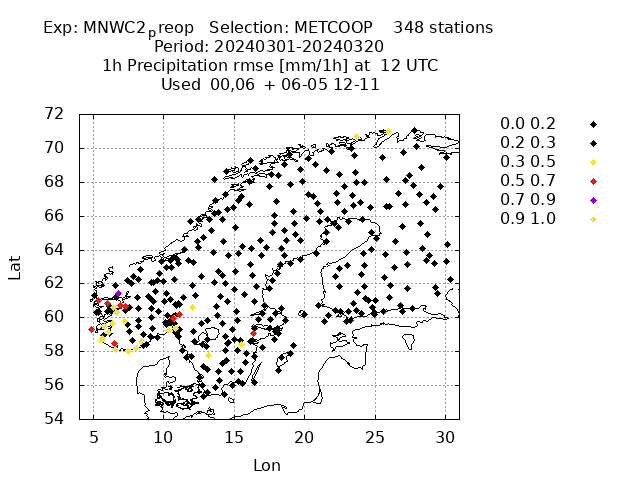 Exp: MNWC2preop   Selection: METCOOP    348 stations
Period: 20240301-20240320
1h Precipitation rmse [mm/1h] at  12 UTC
Used  00,06 + 06-05 12-11
72
70
68
66
64
62
60
58
56
54
Lat
5 10 15 20 25 30
Lon
0.0 0.2
0.2 0.3
0.3 0.5
0.5 0.7
0.7 0.9
0.9 1.0